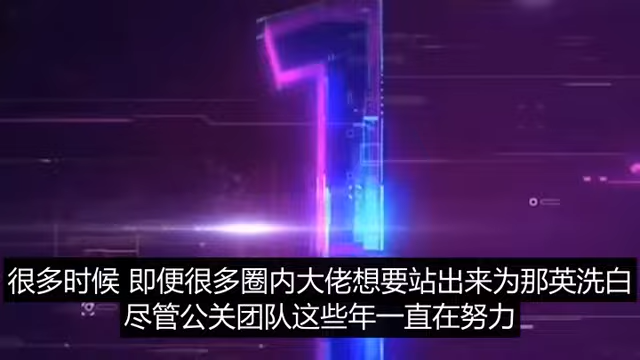 1
很多时候 即便很多圈内大佬想要站出来为那英洗白
尽管公关团队这些年一直在努力